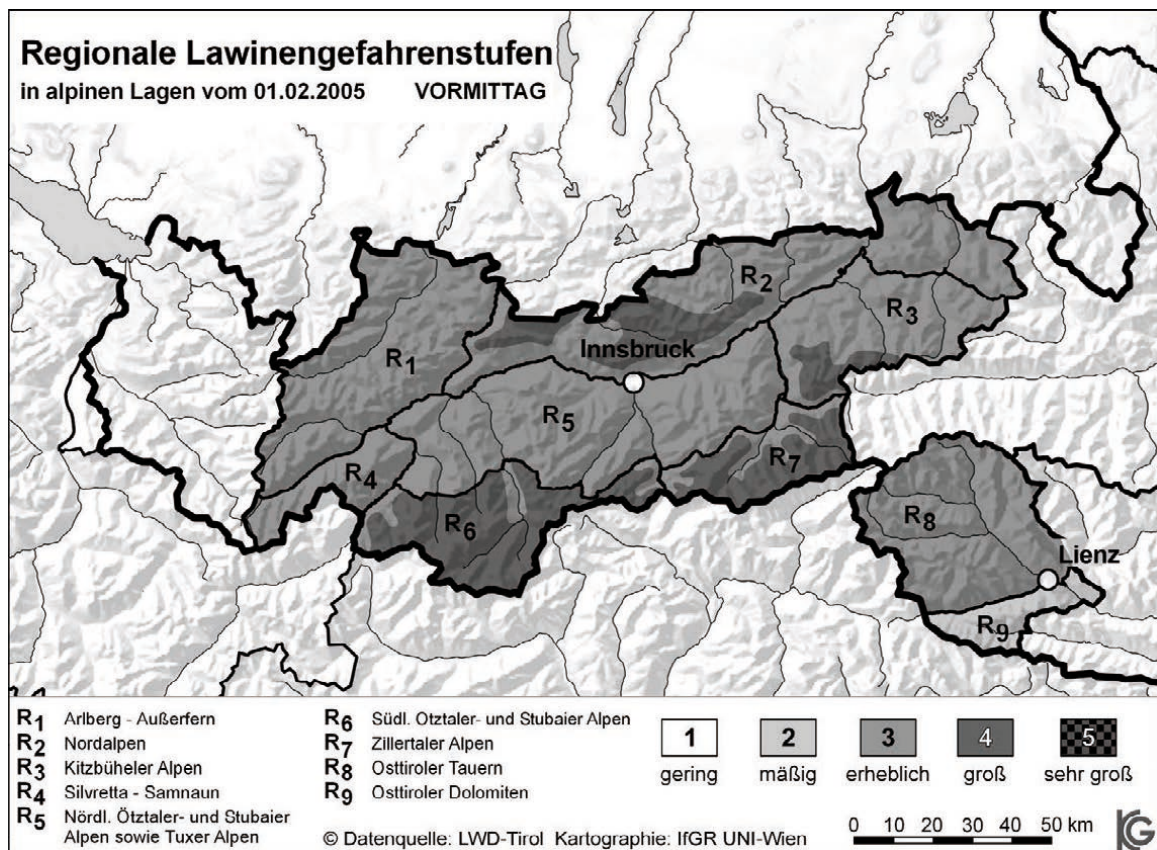 Regionale Lawinengefahrenstufen
in alpinen Lagen vom 01.02.2005 VORMITTAG
R2
R3
Innsbruck
R1
R5
R7
R4
R6
R8
Lienz
R9
R1 Arlberg - Außerfern
R2 Nordalpen
R3 Kitzbüheler Alpen
R4 Silvretta - Samnaun
R5 Nördl. Ötztaler- und Stubaier
Alpen sowie Tuxer Alpen
R6 Südl. Otztaler- und Stubaier Alpen
R7 Zillertaler Alpen
R8 Osttiroler Tauern
R9 Osttiroler Dolomiten
© Datenquelle: LWD-Tirol Kartographie: IfGR UNI-Wien
1 2 3 4 5
gering mäßig erheblich groß sehr groß
0 10 20 30 40 50 km